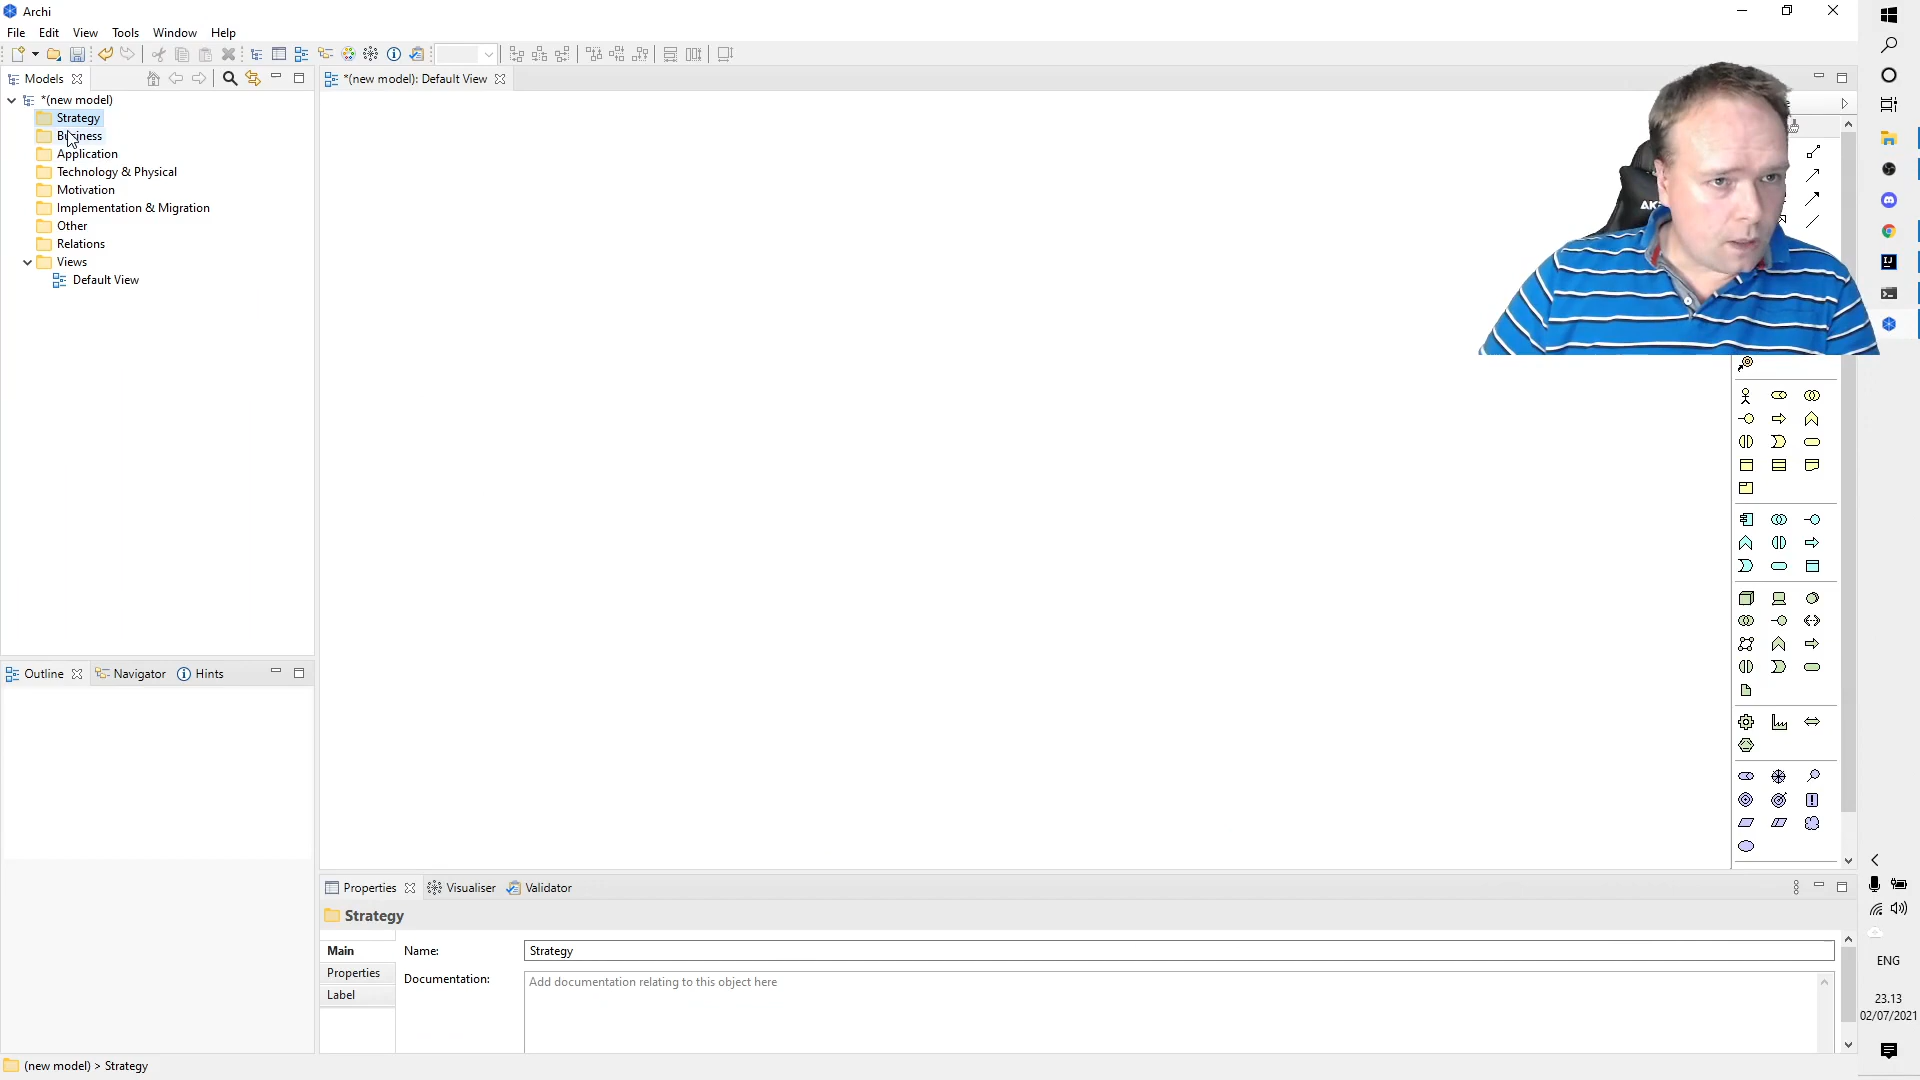 Archi
File Edit View Tools Window Help
Models
*(new model): Default View
*(new model)
Strategy
Business
Application
Technology & Physical
Motivation
Implementation & Migration
Other
Relations
Views
Default View
Outline Navigator Hints
Properties Visualiser Validator
Strategy
Main
Name:
Strategy
Properties
Documentation:
Add documentation relating to this object here
Label
(new model) > Strategy
ENG
23.13
02/07/2021